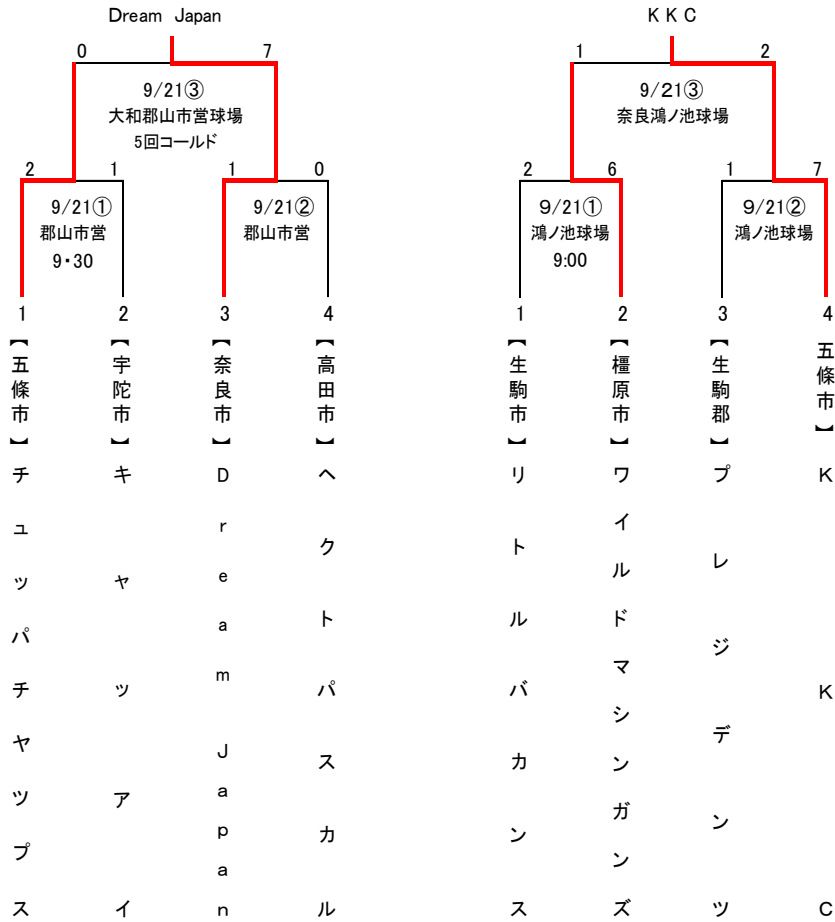 Dream Japan
0 7
9/21③
大和郡山市営球場
5回コールド
2 1 1 0
9/21①
郡山市営
9・30
9/21②
郡山市営
1 2 3 4
【五條市】チュッパチャツプス
【宇陀市】キャッアイ
【奈良市】Dream Japan
【高田市】ヘクトパスカル
KKC
1 2
9/21③
奈良鴻ノ池球場
2 6 1 7
9/21①
鴻ノ池球場
9:00
9/21②
鴻ノ池球場
1 2 3 4
【生駒市】リトルバカンス
【橿原市】ワイルドマシンガンズ
【生駒郡】プレジデンツ
五條市】KKC